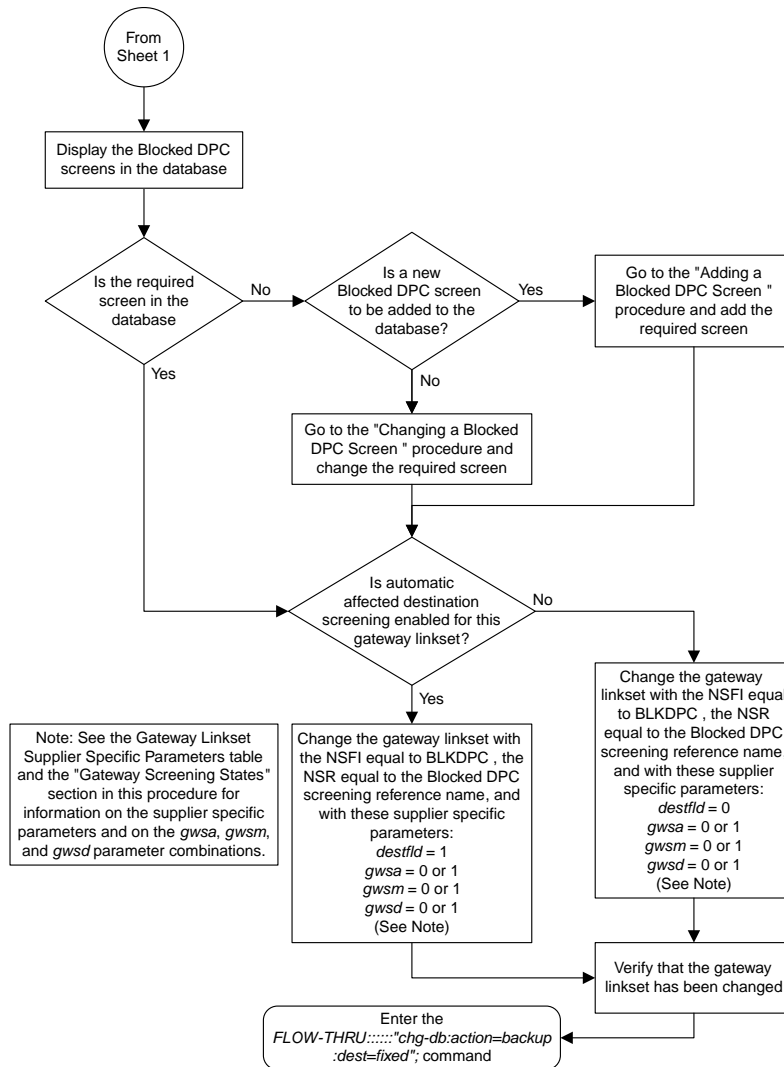 From
Sheet 1
Display the Blocked DPC
screens in the database
Is the required
screen in the
database
No
Yes
Is a new
Blocked DPC screen
to be added to the
database?
Yes
No
Go to the "Adding a
Blocked DPC Screen "
procedure and add the
required screen
Go to the "Changing a Blocked
DPC Screen " procedure and
change the required screen
Is automatic
affected destination
screening enabled for this
gateway linkset?
No
Yes
Note: See the Gateway Linkset
Supplier Specific Parameters table
and the "Gateway Screening States"
section in this procedure for
information on the supplier specific
parameters and on the gwsa, gwsm,
and gwsd parameter combinations.
Change the gateway linkset with
the NSFI equal to BLKDPC , the
NSR equal to the Blocked DPC
screening reference name, and
with these supplier specific
parameters:
destfld = 1
gwsa = 0 or 1
gwsm = 0 or 1
gwsd = 0 or 1
(See Note)
Change the gateway
linkset with the NSFI equal
to BLKDPC , the NSR
equal to the Blocked DPC
screening reference name,
and with these supplier
specific parameters:
destfld = 0
gwsa = 0 or 1
gwsm = 0 or 1
gwsd = 0 or 1
(See Note)
Verify that the gateway
linkset has been changed
Enter the
FLOW-THRU::::::"chg-db:action=backup
:dest=fixed"; command